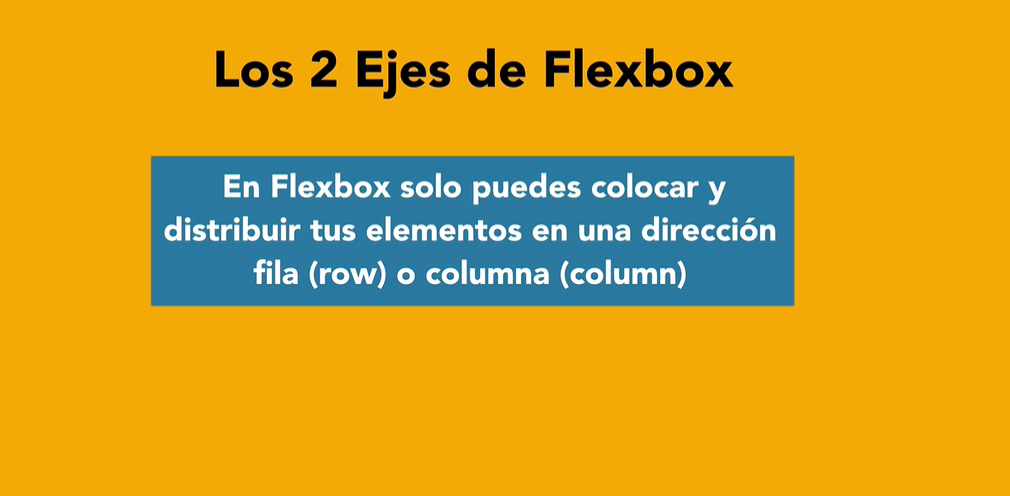 Los 2 Ejes de Flexbox
En Flexbox solo puedes colocar y
distribuir tus elementos en una dirección
fila (row) o columna (column)